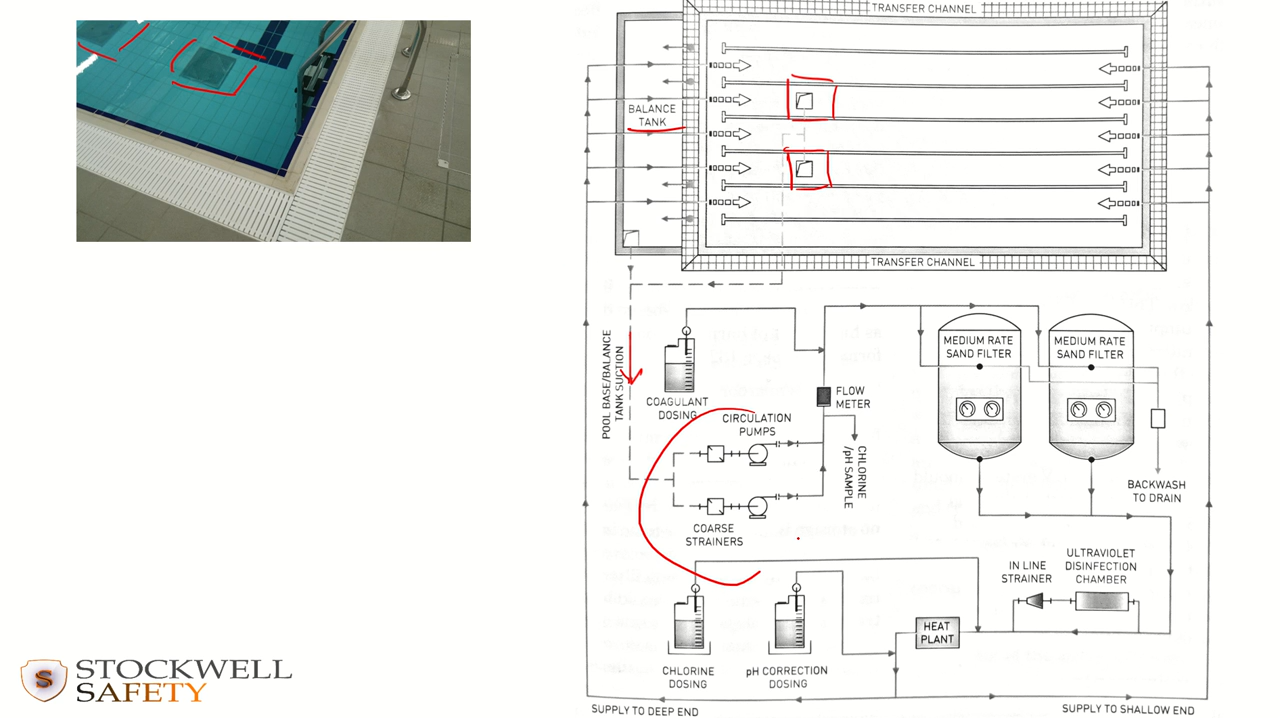 TRANSFER CHANNEL
BALANCE
TANK
TRANSFER CHANNEL
POOL BASE/BALANCE
TANK SUCTION
COAGULANT
DOSING
CIRCULATION
PUMPS
FLOW
METER
CHLORINE
/pH SAMPLE
MEDIUM RATE
SAND FILTER
MEDIUM RATE
SAND FILTER
BACKWASH
TO DRAIN
COARSE
STRAINERS
IN LINE
STRAINER
ULTRAVIOLET
DISINFECTION
CHAMBER
HEAT
PLANT
CHLORINE
DOSING
pH CORRECTION
DOSING
SUPPLY TO DEEP END
SUPPLY TO SHALLOW END
S
STOCKWELL
SAFETY